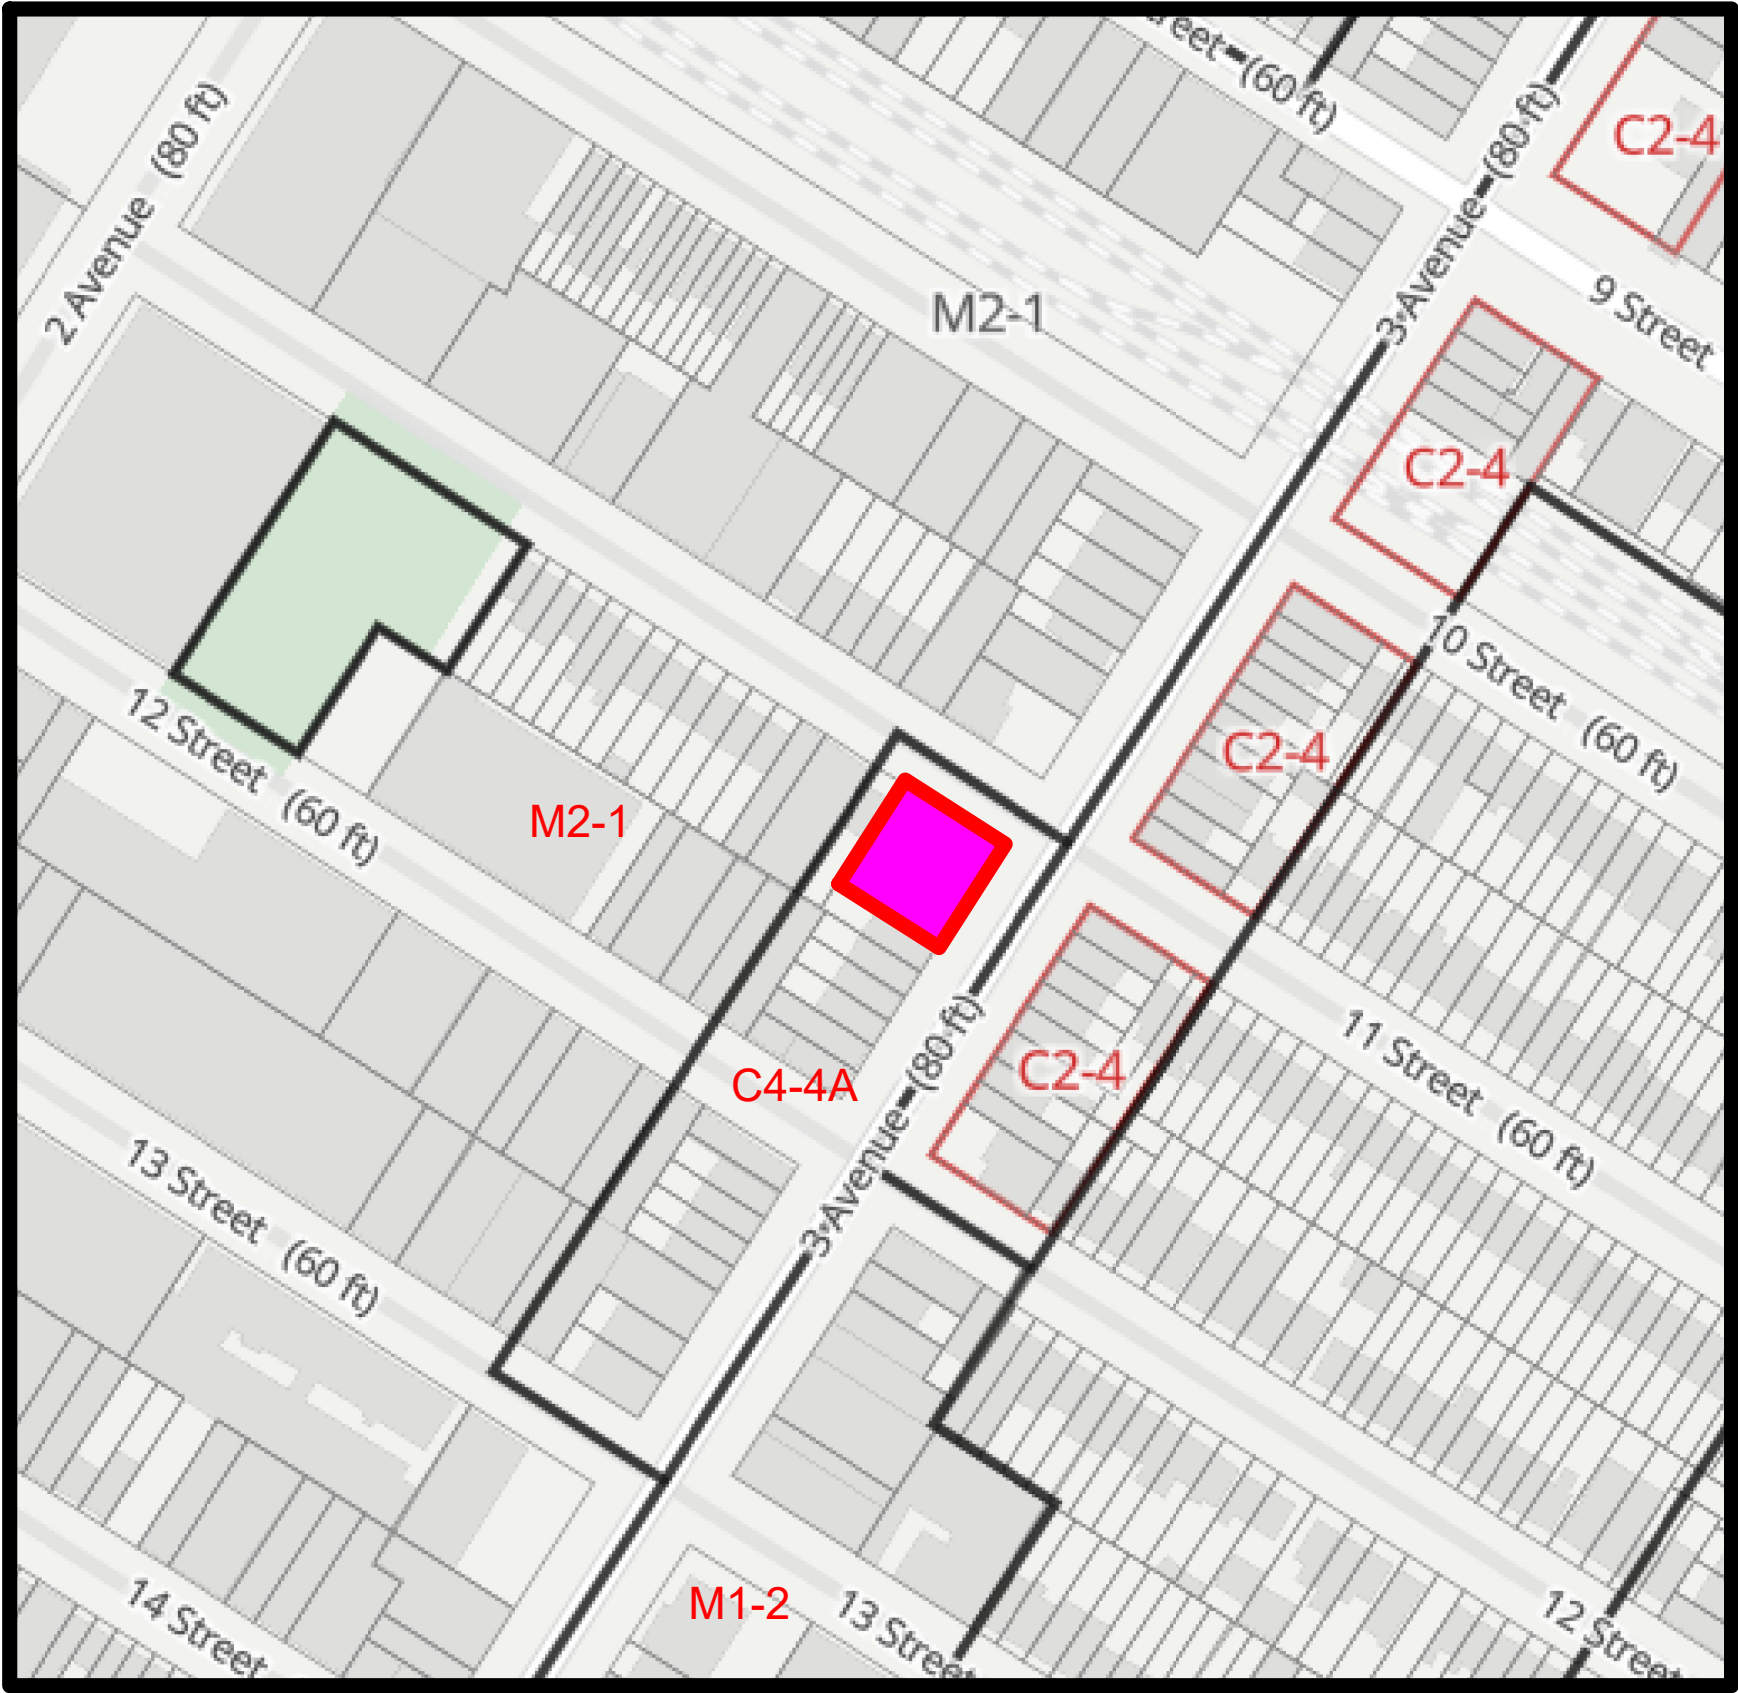 reet (60 ft)
C2-4
2 Avenue (80 ft)
3 Avenue (80 ft)
9 Street
M2-1
C2-4
10 Street (60 ft)
12 Street (60 ft)
C2-4
M2-1
11 Street (60 ft)
C4-4A
C2-4
3 Avenue (80 ft)
13 Street (60 ft)
M1-2
13 Street
12 Street
14 Street